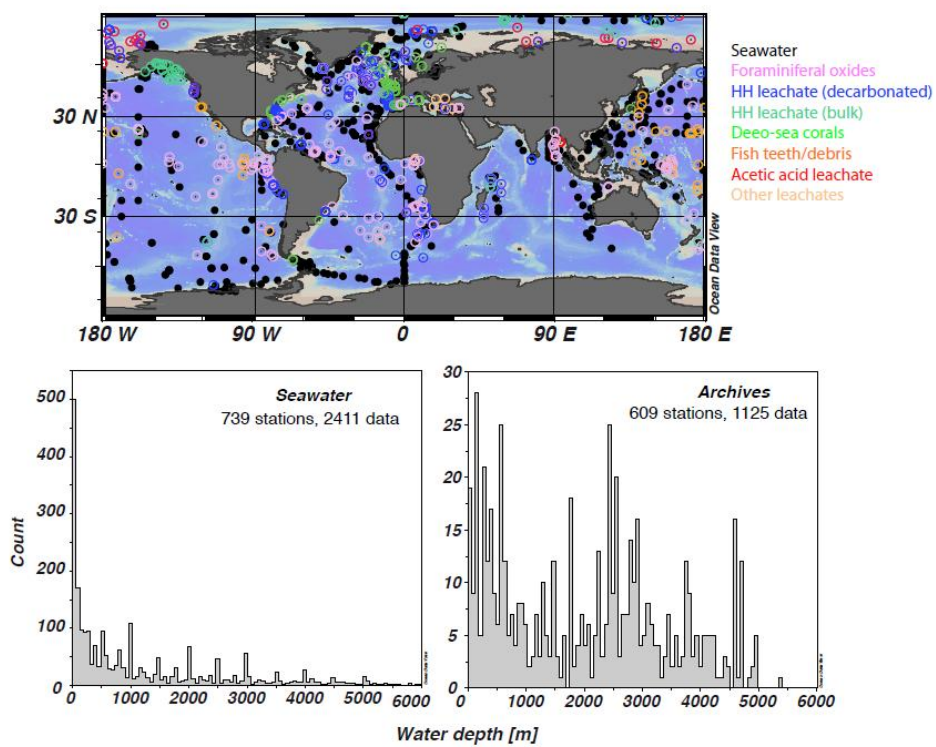 Seawater
Foraminiferal oxides
HH leachate (decarbonated)
HH leachate (bulk)
Deeo-sea corals
Fish teeth/debris
Acetic acid leachate
Other leachates
30 N
30 S
Ocean Data View
180 W
90 W
0
90 E
180 E
Seawater
739 stations, 2411 data
500
400
300
200
100
0
Count
0
1000
2000
3000
4000
5000
6000
Archives
609 stations, 1125 data
30
25
20
15
10
5
0
0
1000
2000
3000
4000
5000
6000
Water depth [m]